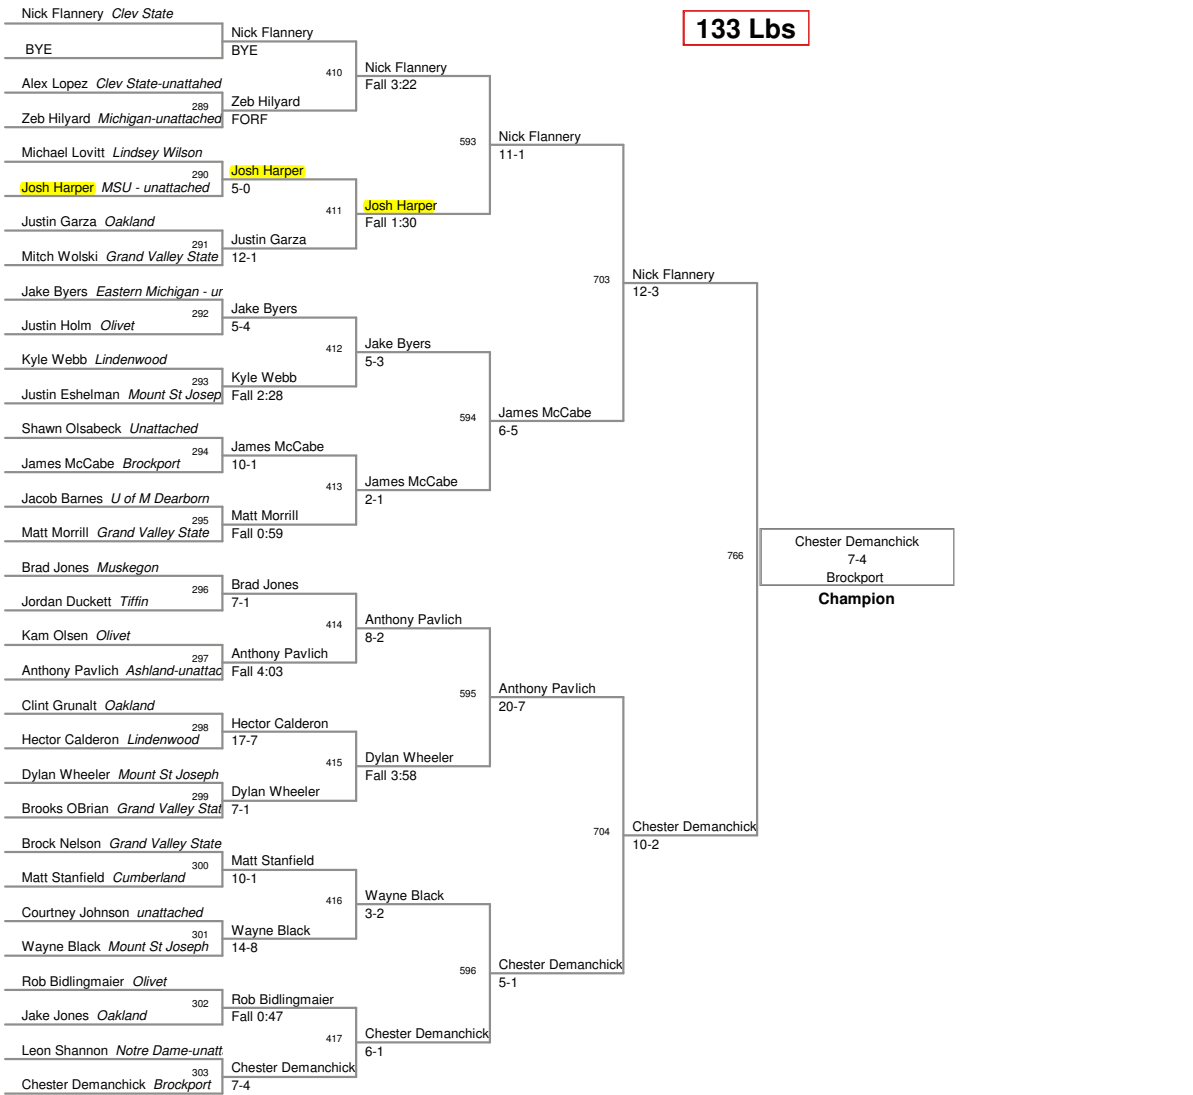 133 Lbs
Nick Flannery Clev State
BYE
Alex Lopez Clev State-unattahed
289
Zeb Hilyard Michigan-unattached
Michael Lovitt Lindsey Wilson
290
Josh Harper MSU - unattached
Justin Garza Oakland
291
Mitch Wolski Grand Valley State
Jake Byers Eastern Michigan - ur
292
Justin Holm Olivet
Kyle Webb Lindenwood
293
Justin Eshelman Mount St Josep
Shawn Olsabeck Unattached
294
James McCabe Brockport
Jacob Barnes U of M Dearborn
295
Matt Morrill Grand Valley State
Brad Jones Muskegon
296
Jordan Duckett Tiffin
Kam Olsen Olivet
297
Anthony Pavlich Ashland-unattac
Clint Grunalt Oakland
298
Hector Calderon Lindenwood
Dylan Wheeler Mount St Joseph
299
Brooks OBrian Grand Valley Stat
Brock Nelson Grand Valley State
300
Matt Stanfield Cumberland
Courtney Johnson unattached
301
Wayne Black Mount St Joseph
Rob Bidlingmaier Olivet
302
Jake Jones Oakland
Leon Shannon Notre Dame-unatt
303
Chester Demanchick Brockport
Nick Flannery
BYE
410
Zeb Hilyard
FORF
Josh Harper
5-0
411
Justin Garza
12-1
Jake Byers
5-4
412
Kyle Webb
Fall 2:28
James McCabe
10-1
413
Matt Morrill
Fall 0:59
Brad Jones
7-1
414
Anthony Pavlich
Fall 4:03
Hector Calderon
17-7
415
Dylan Wheeler
7-1
Matt Stanfield
10-1
416
Wayne Black
14-8
Rob Bidlingmaier
Fall 0:47
417
Chester Demanchick
7-4
Nick Flannery
Fall 3:22
593
Josh Harper
Fall 1:30
Jake Byers
5-3
594
James McCabe
2-1
Anthony Pavlich
8-2
595
Dylan Wheeler
Fall 3:58
Wayne Black
3-2
596
Chester Demanchick
6-1
Nick Flannery
11-1
703
James McCabe
6-5
Anthony Pavlich
20-7
704
Chester Demanchick
5-1
Nick Flannery
12-3
766
Chester Demanchick
10-2
Chester Demanchick
7-4
Brockport
Champion